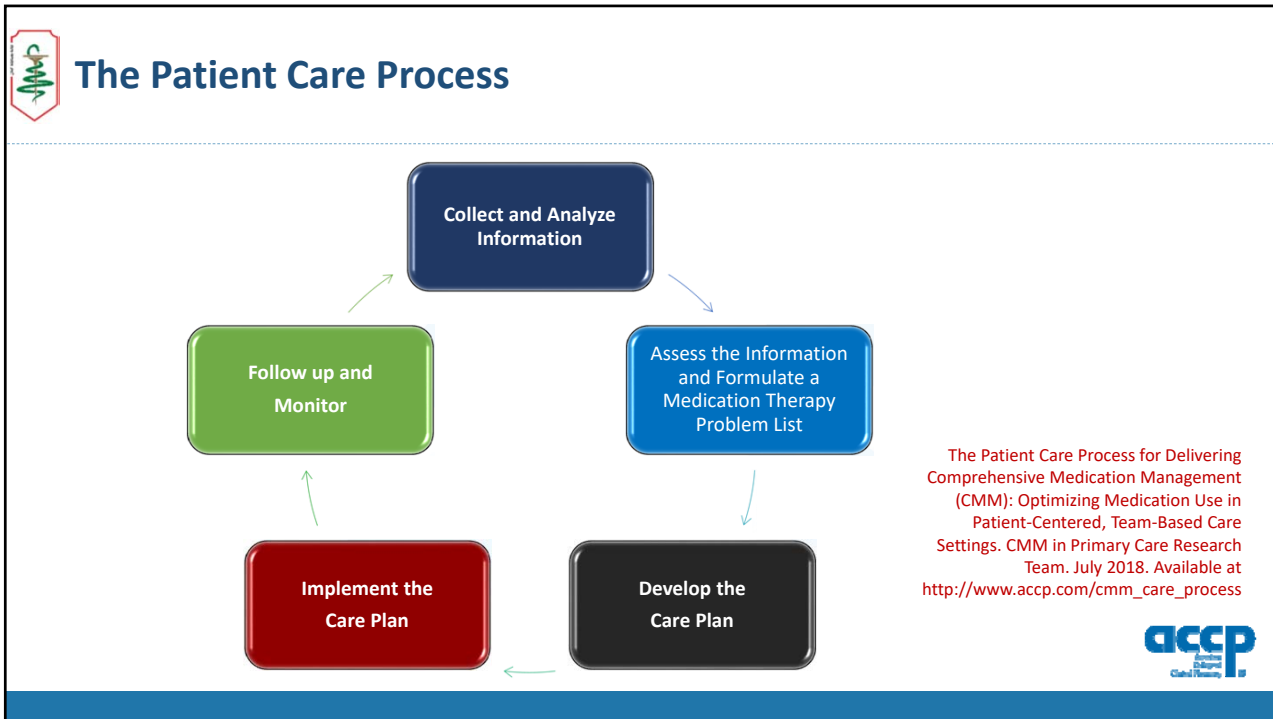 The Patient Care Process
Collect and Analyze
Information
Assess the Information
and Formulate a
Medication Therapy
Problem List
Develop the
Care Plan
Implement the
Care Plan
Follow up and
Monitor
The Patient Care Process for Delivering
Comprehensive Medication Management
(CMM): Optimizing Medication Use in
Patient-Centered, Team-Based Care
Settings. CMM in Primary Care Research
Team. July 2018. Available at
http://www.accp.com/cmm_care_process
accp